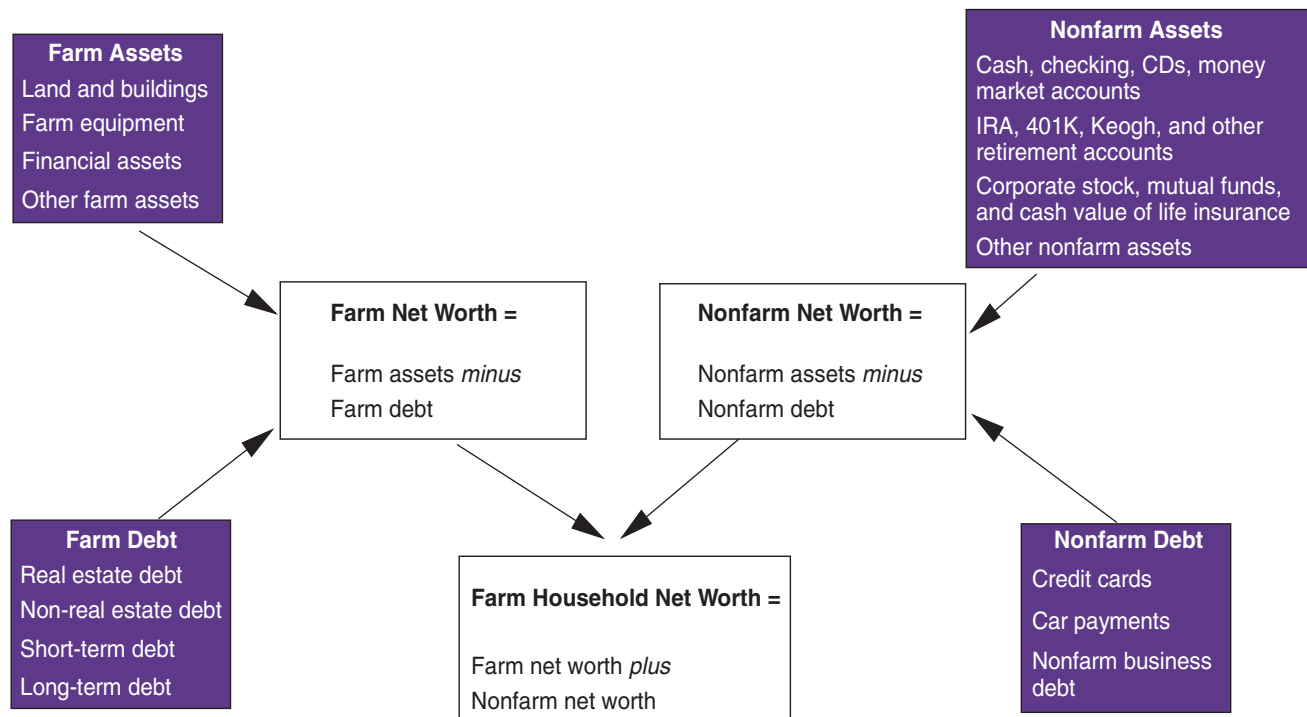 Farm Assets
Land and buildings
Farm equipment
Financial assets
Other farm assets
Nonfarm Assets
Cash, checking, CDs, money
market accounts
IRA, 401K, Keogh, and other
retirement accounts
Corporate stock, mutual funds,
and cash value of life insurance
Other nonfarm assets
Farm Net Worth =
Farm assets minus
Farm debt
Nonfarm Net Worth =
Nonfarm assets minus
Nonfarm debt
Farm Debt
Real estate debt
Non-real estate debt
Short-term debt
Long-term debt
Farm Household Net Worth =
Farm net worth plus
Nonfarm net worth
Nonfarm Debt
Credit cards
Car payments
Nonfarm business
debt